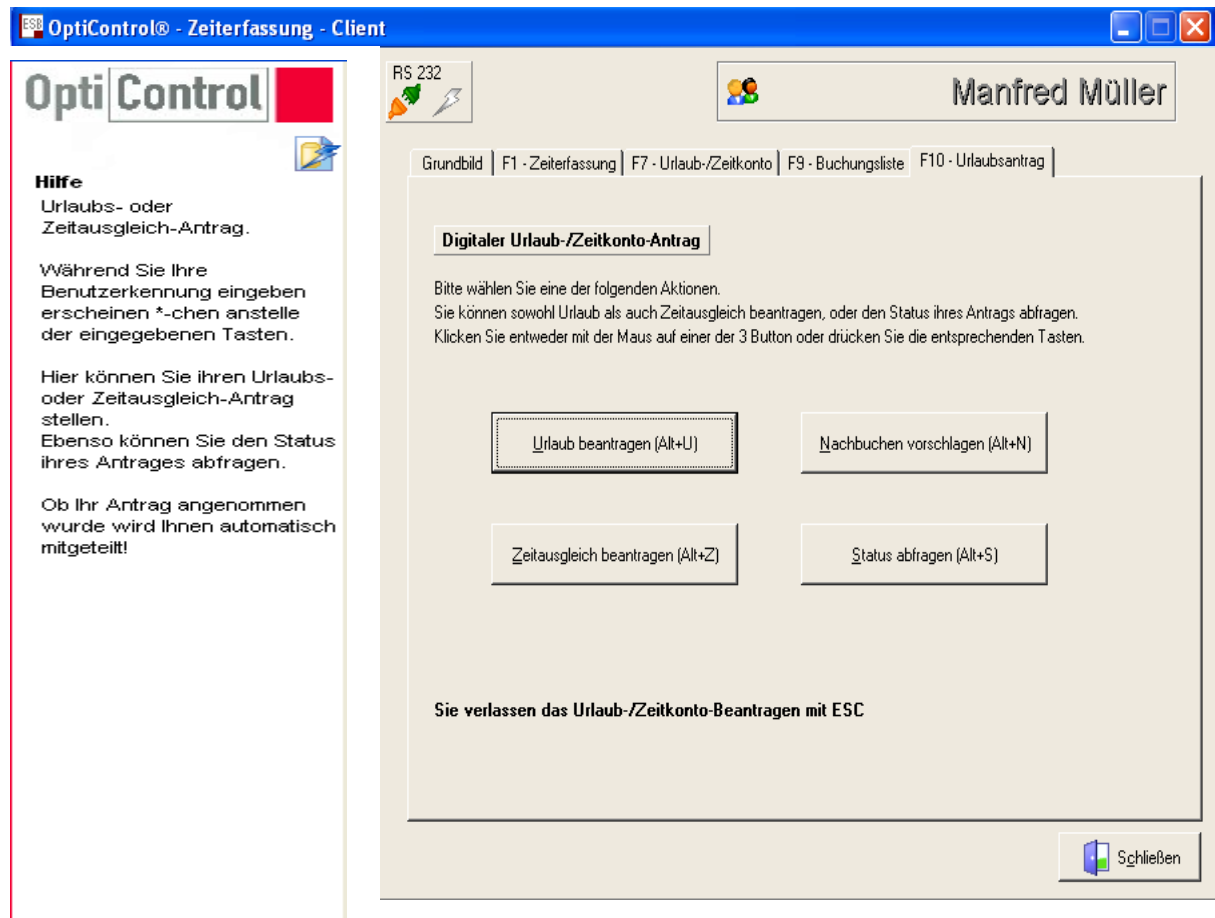 OptiControl® - Zeiterfassung - Client
Opti Control
Hilfe
Urlaubs- oder
Zeitausgleich-Antrag.
Während Sie Ihre
Benutzerkennung eingeben
erscheinen *-chen anstelle
der eingegebenen Tasten.
Hier können Sie ihren Urlaubs-
oder Zeitausgleich-Antrag
stellen.
Ebenso können Sie den Status
ihres Antrages abfragen.
Ob Ihr Antrag angenommen
wurde wird Ihnen automatisch
mitgeteilt!
RS 232
Manfred Müller
Grundbild F1 - Zeiterfassung F7 - Urlaub-/Zeitkonto F9 - Buchungsliste F10 - Urlaubsantrag
Digitaler Urlaub-/Zeitkonto-Antrag
Bitte wählen Sie eine der folgenden Aktionen.
Sie können sowohl Urlaub als auch Zeitausgleich beantragen, oder den Status ihres Antrags abfragen.
Klicken Sie entweder mit der Maus auf einer der 3 Button oder drücken Sie die entsprechenden Tasten.
Urlaub beantragen (Alt+U) Nachbuchen vorschlagen (Alt+N)
Zeitausgleich beantragen (Alt+Z) Status abfragen (Alt+S)
Sie verlassen das Urlaub-/Zeitkonto-Beantragen mit ESC
Schließen